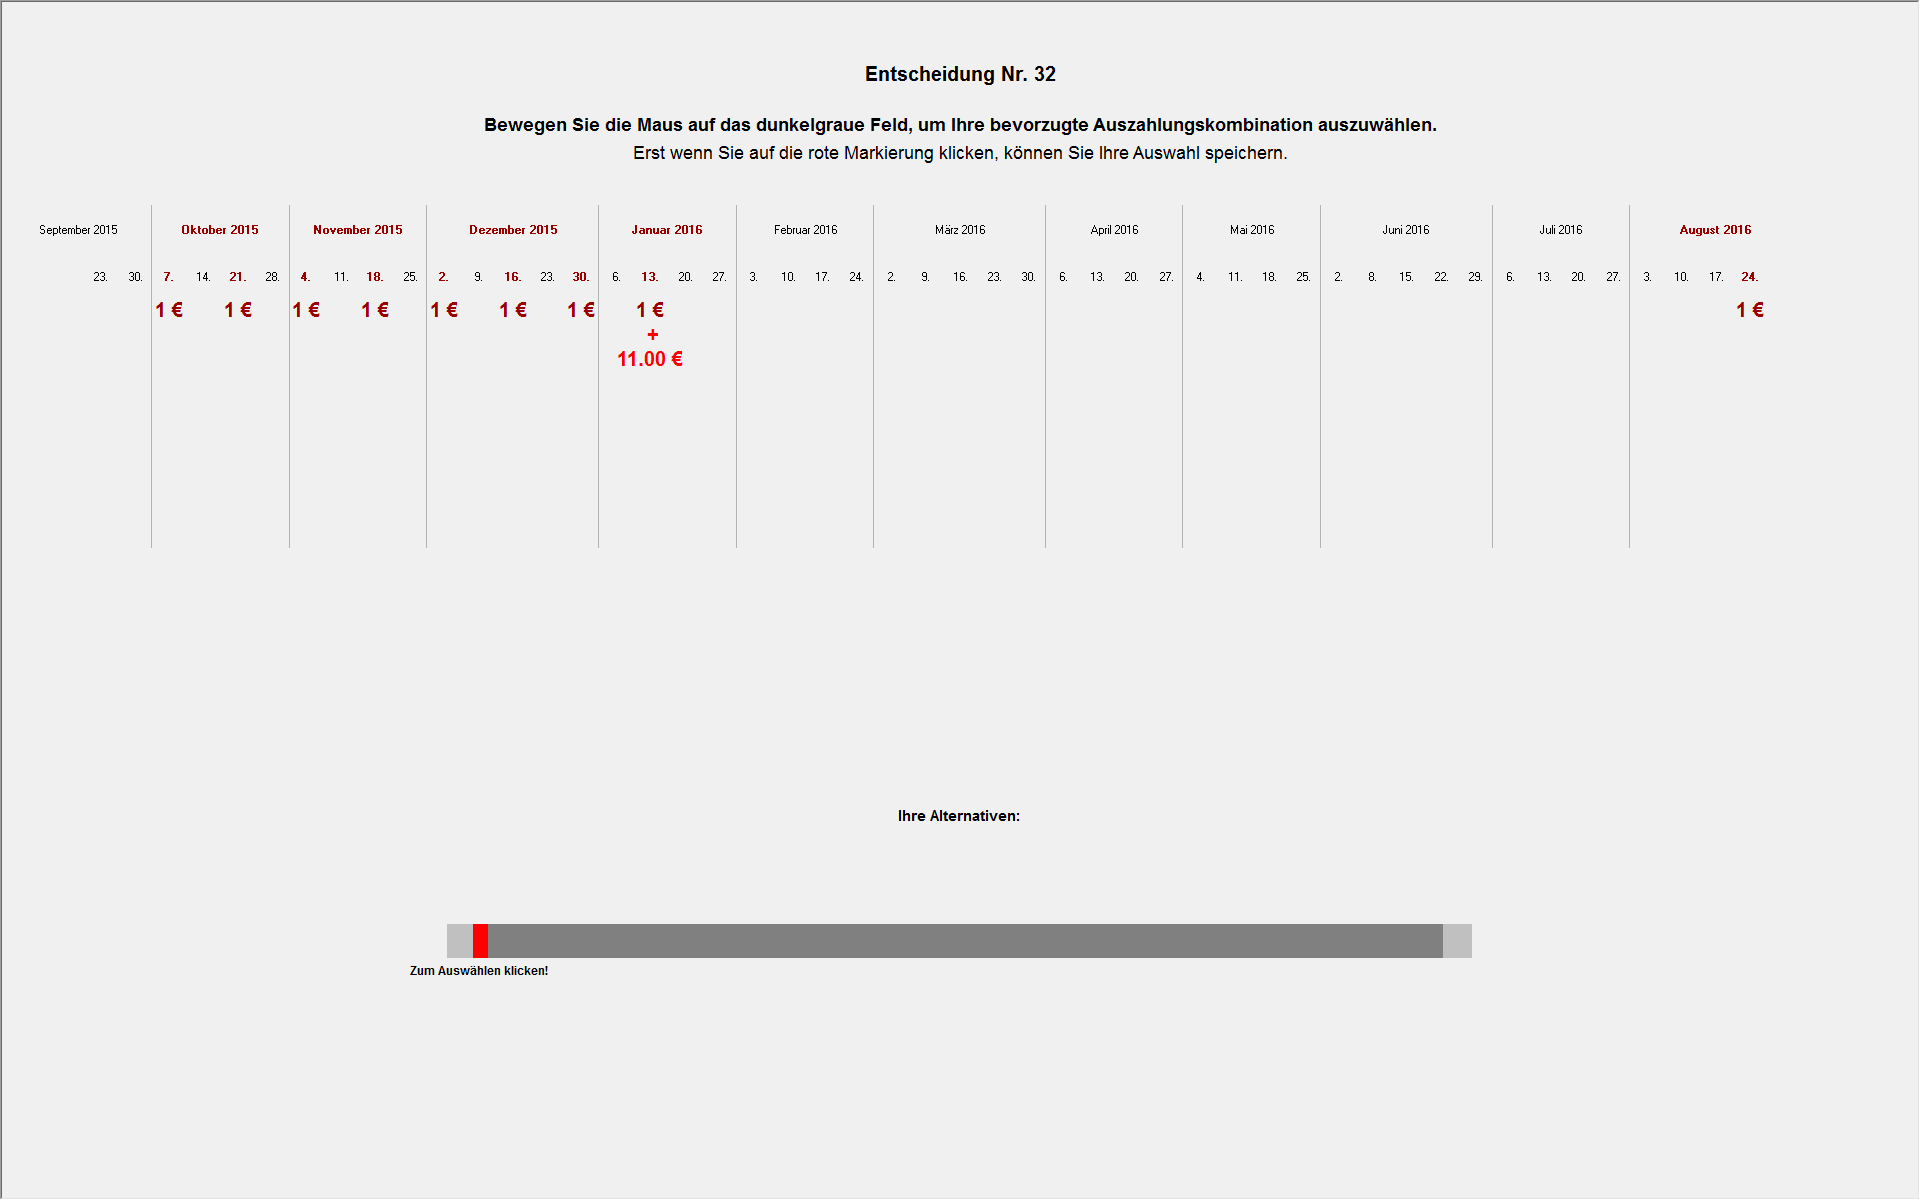 Entscheidung Nr. 32
Bewegen Sie die Maus auf das dunkelgraue Feld, um Ihre bevorzugte Auszahlungskombination auszuwählen.
Erst wenn Sie auf die rote Markierung klicken, können Sie Ihre Auswahl speichern.
September 2015 Oktober 2015 November 2015 Dezember 2015 Januar 2016 Februar 2016 März 2016 April 2016 Mai 2016 Juni 2016 Juli 2016 August 2016
23. 30. 7. 14. 21. 28. 4. 11. 18. 25. 2. 9. 16. 23. 30. 6. 13. 20. 27. 3. 10. 17. 24. 2. 9. 16. 23. 30. 6. 13. 20. 27. 4. 11. 18. 25. 2. 8. 15. 22. 29. 6. 13. 20. 27. 3. 10. 17. 24.
1 € 1 € 1 € 1 € 1 € 1 € 1 € 1 € 1 €
+
11.00 €
Ihre Alternativen:
Zum Auswählen klicken!